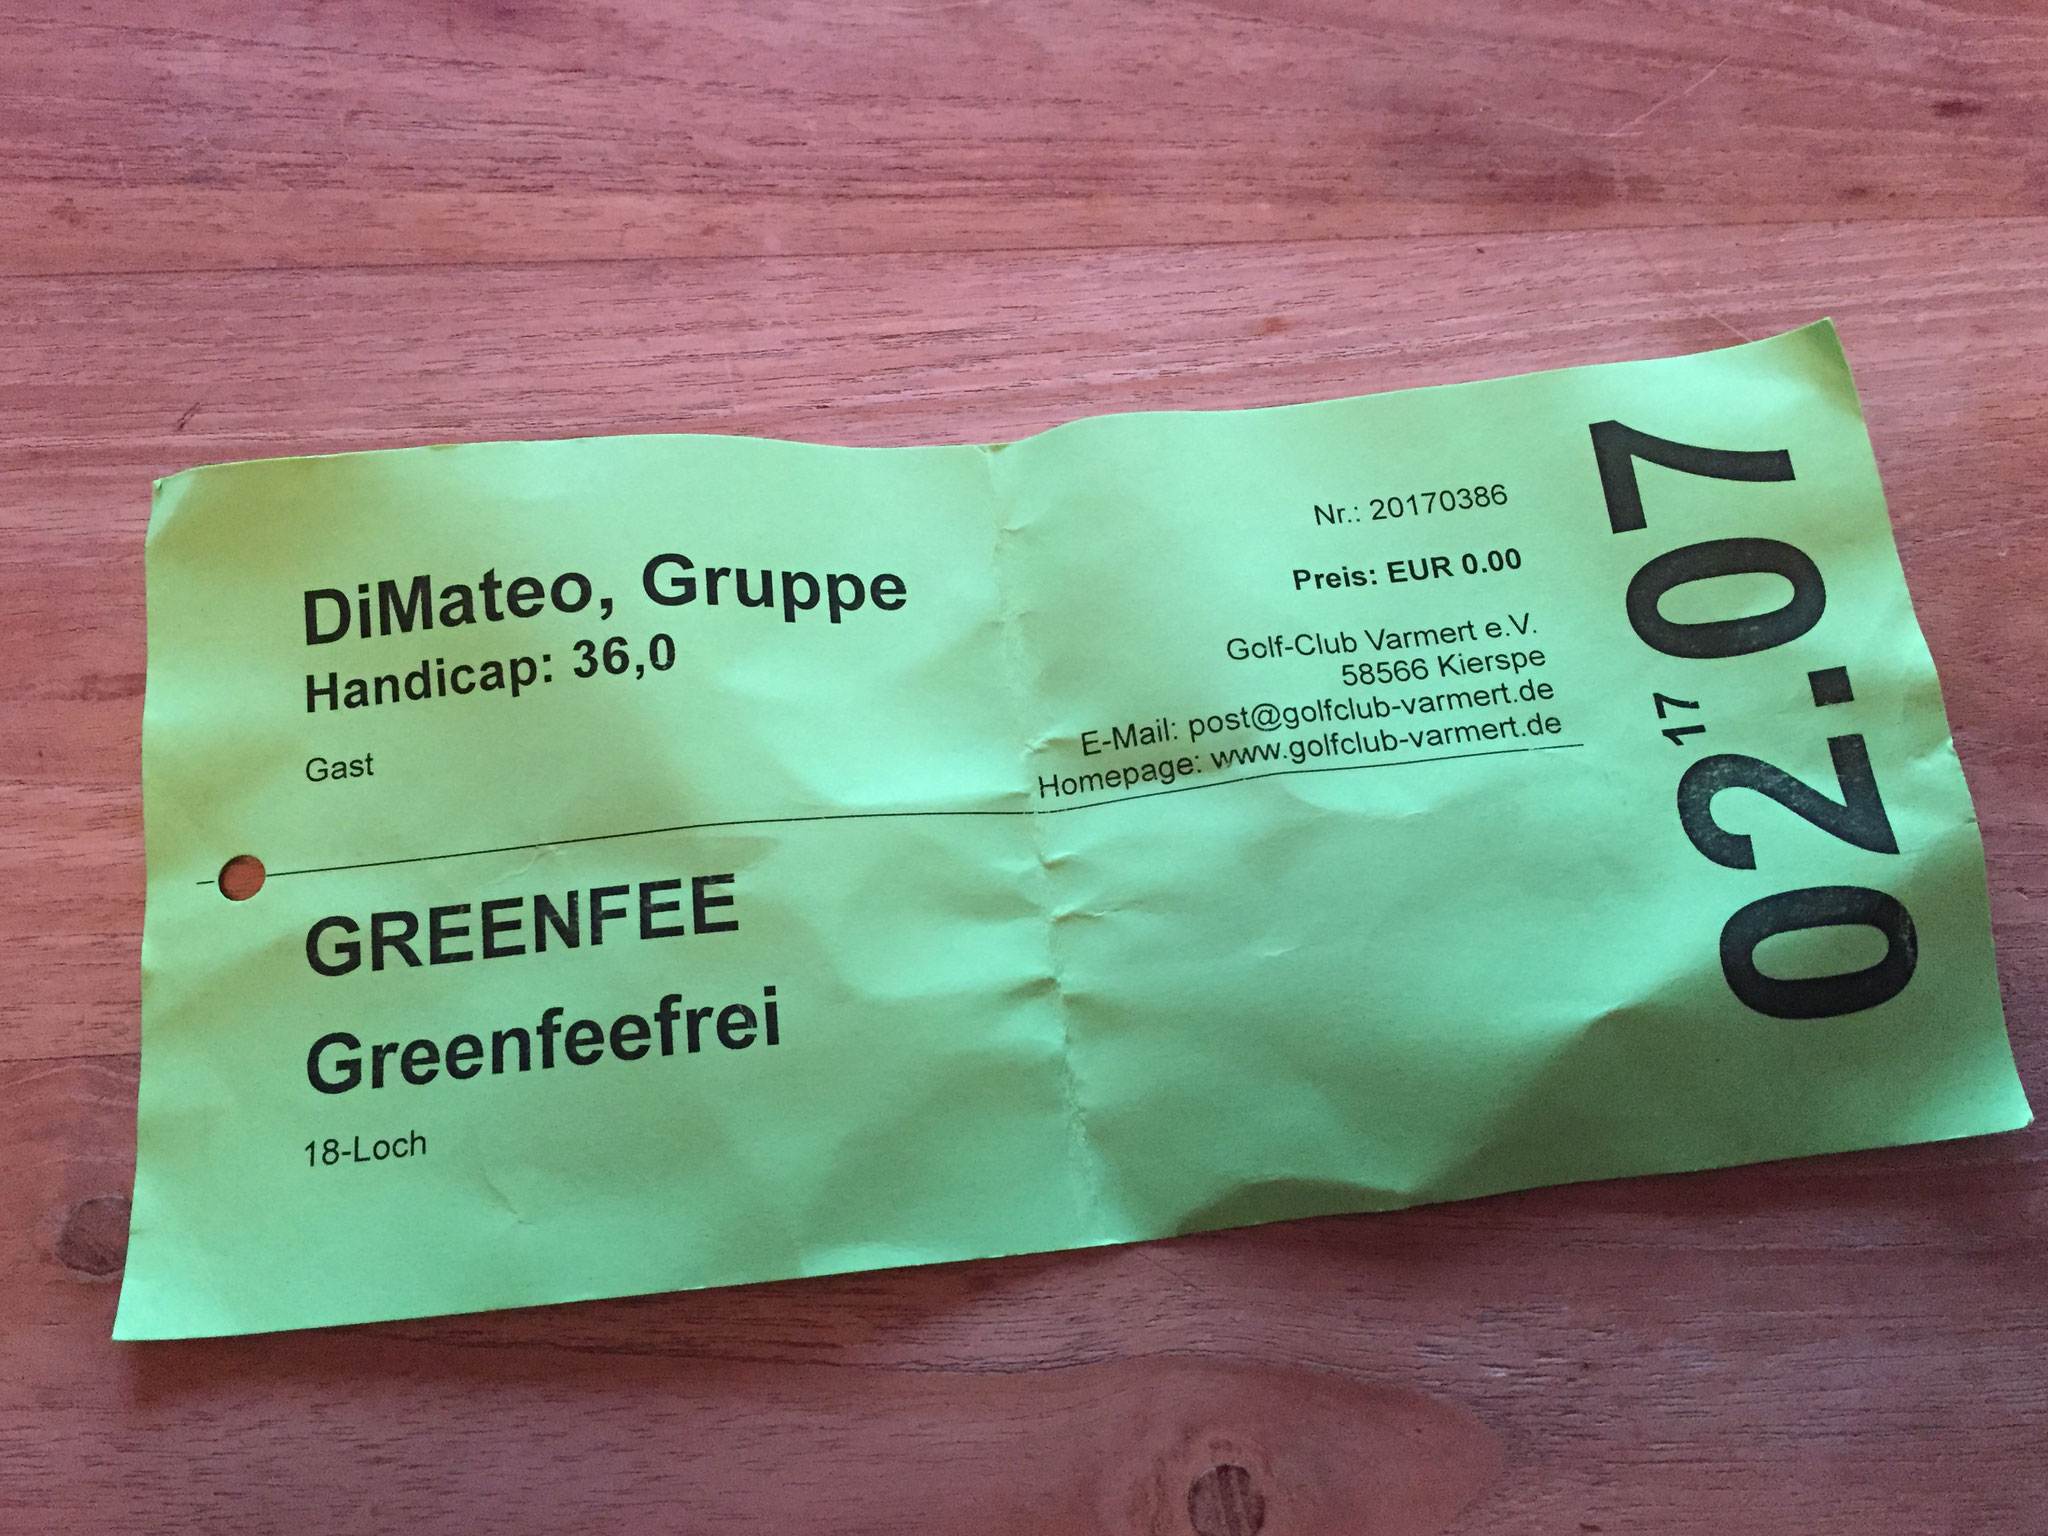 DiMateo, Gruppe
Handicap: 36,0
Gast
Nr.: 20170386
Preis: EUR 0.00
Golf-Club Varmert e.V.
58566 Kierspe
E-Mail: post@golfclub-varmert.de
Homepage: www.golfclub-varmert.de
GREENFEE
Greenfeefrei
18-Loch
02.07
17